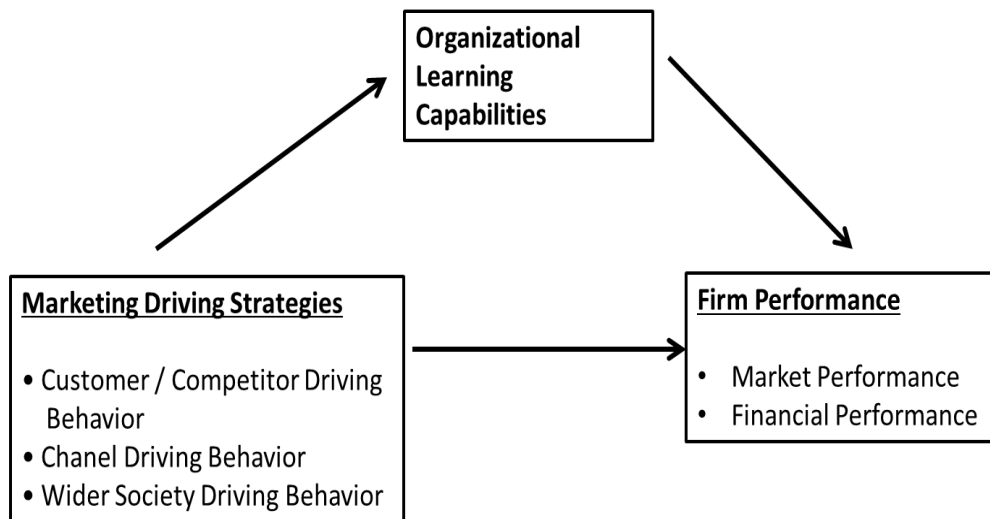 Organizational
Learning
Capabilities
Marketing Driving Strategies
• Customer / Competitor Driving
Behavior
• Chanel Driving Behavior
• Wider Society Driving Behavior
Firm Performance
• Market Performance
• Financial Performance